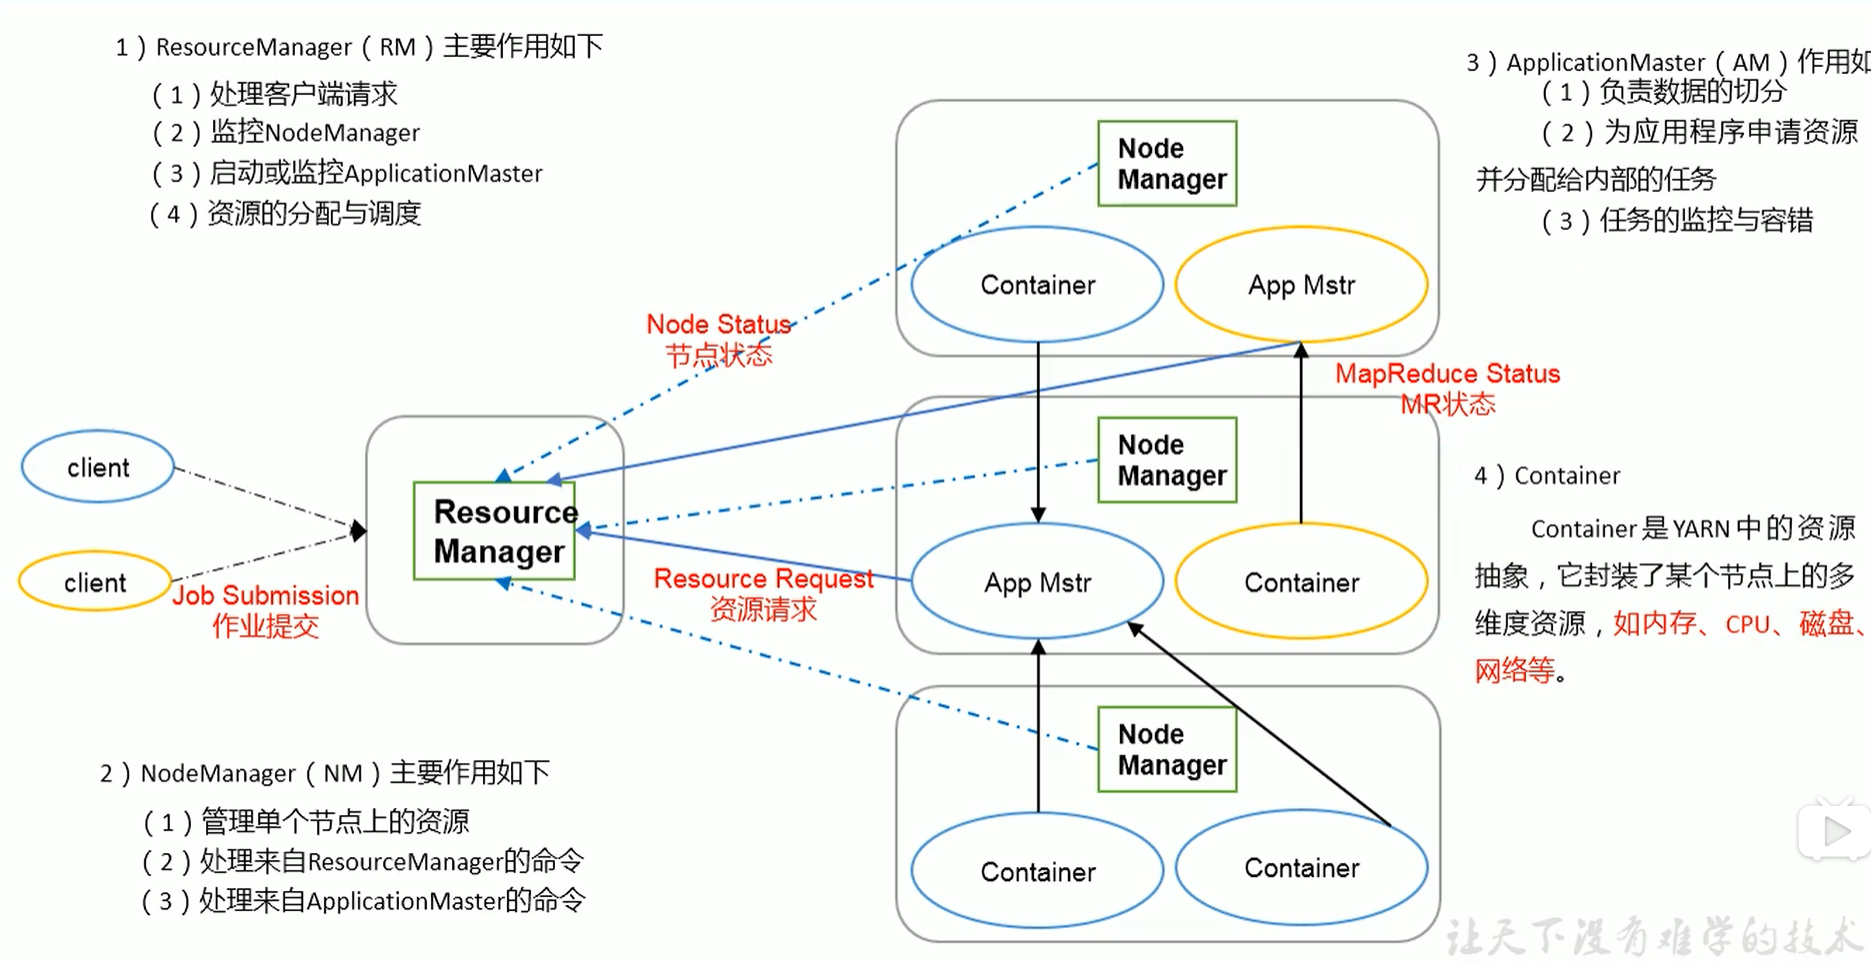 1）ResourceManager（RM）主要作用如下
（1）处理客户端请求
（2）监控NodeManager
（3）启动或监控ApplicationMaster
（4）资源的分配与调度
3）ApplicationMaster（AM）作用如
（1）负责数据的切分
（2）为应用程序申请资源
并分配给内部的任务
（3）任务的监控与容错
Node
Manager
Container
App Mstr
Node Status
节点状态
MapReduce Status
MR状态
client
client
Job Submission
作业提交
Resource
Manager
Resource Request
资源请求
Node
Manager
App Mstr
Container
4）Container
Container是YARN中的资源
抽象，它封装了某个节点上的多
维度资源，如内存、CPU、磁盘、
网络等。
Node
Manager
Container
Container
2）NodeManager（NM）主要作用如下
（1）管理单个节点上的资源
（2）处理来自ResourceManager的命令
（3）处理来自ApplicationMaster的命令
让天下没有难学的技术